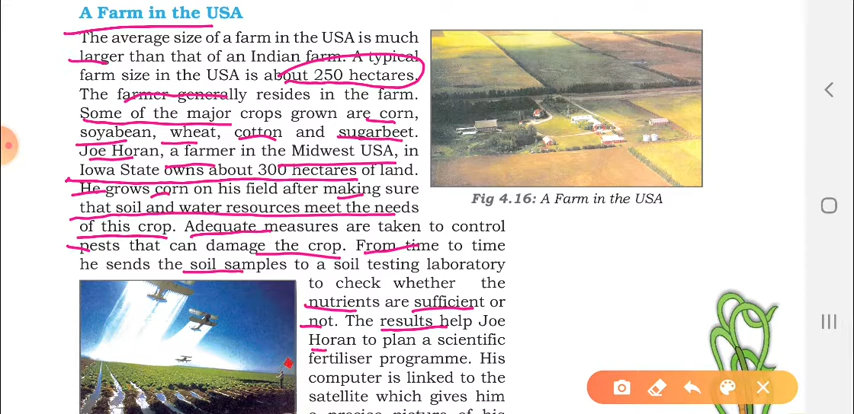 A Farm in the USA
The average size of a farm in the USA is much
larger than that of an Indian farm. A typical
farm size in the USA is about 250 hectares.
The farmer generally resides in the farm.
Some of the major crops grown are corn,
soyabean, wheat, cotton and sugarbeet.
Joe Horan, a farmer in the Midwest USA, in
Iowa State owns about 300 hectares of land.
He grows corn on his field after making sure
that soil and water resources meet the needs
of this crop. Adequate measures are taken to control
pests that can damage the crop. From time to time
he sends the soil samples to a soil testing laboratory
to check whether the
nutrients are sufficient or
not. The results help Joe
Horan to plan a scientific
fertiliser programme. His
computer is linked to the
satellite which gives him
a precise picture of his
Fig 4.16: A Farm in the USA